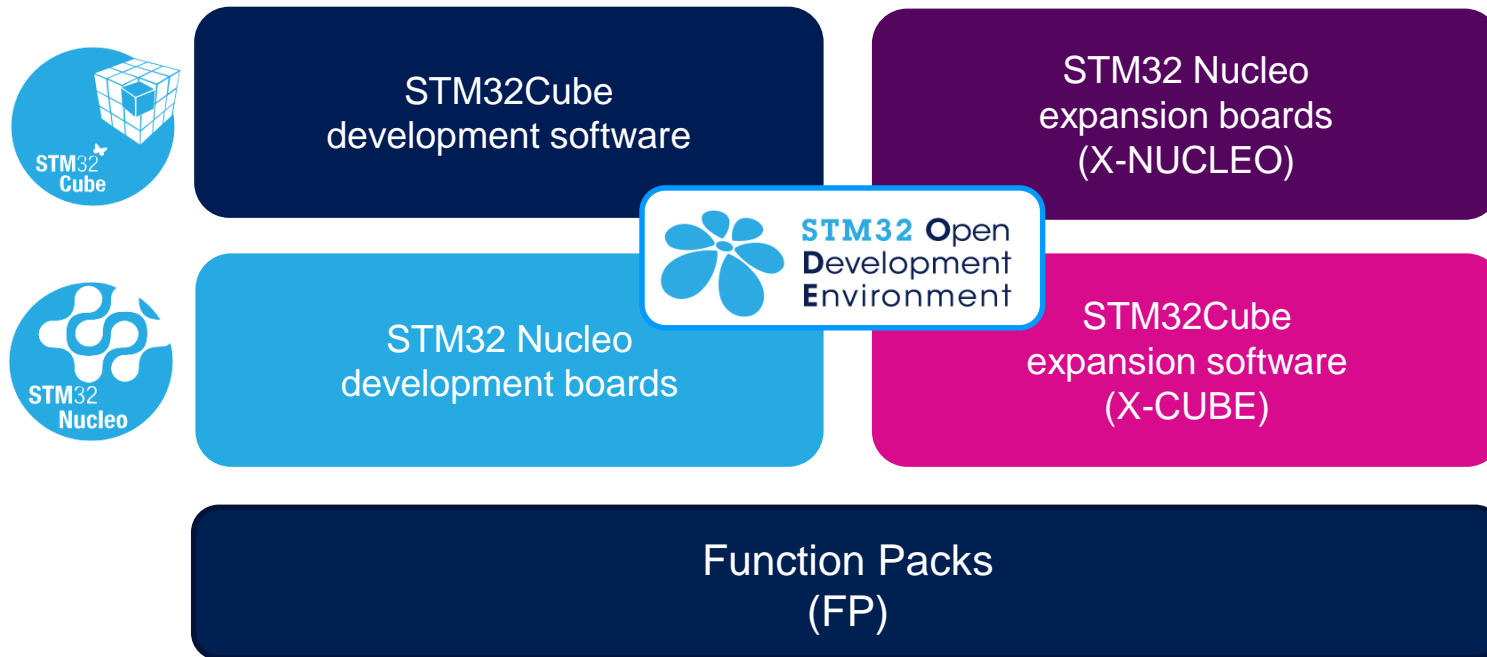 STM32
Cube
STM32Cube
development software
STM32 Nucleo
expansion boards
(X-NUCLEO)
STM32 Open
Development
Environment
STM32
Nucleo
STM32 Nucleo
development boards
STM32Cube
expansion software
(X-CUBE)
Function Packs
(FP)